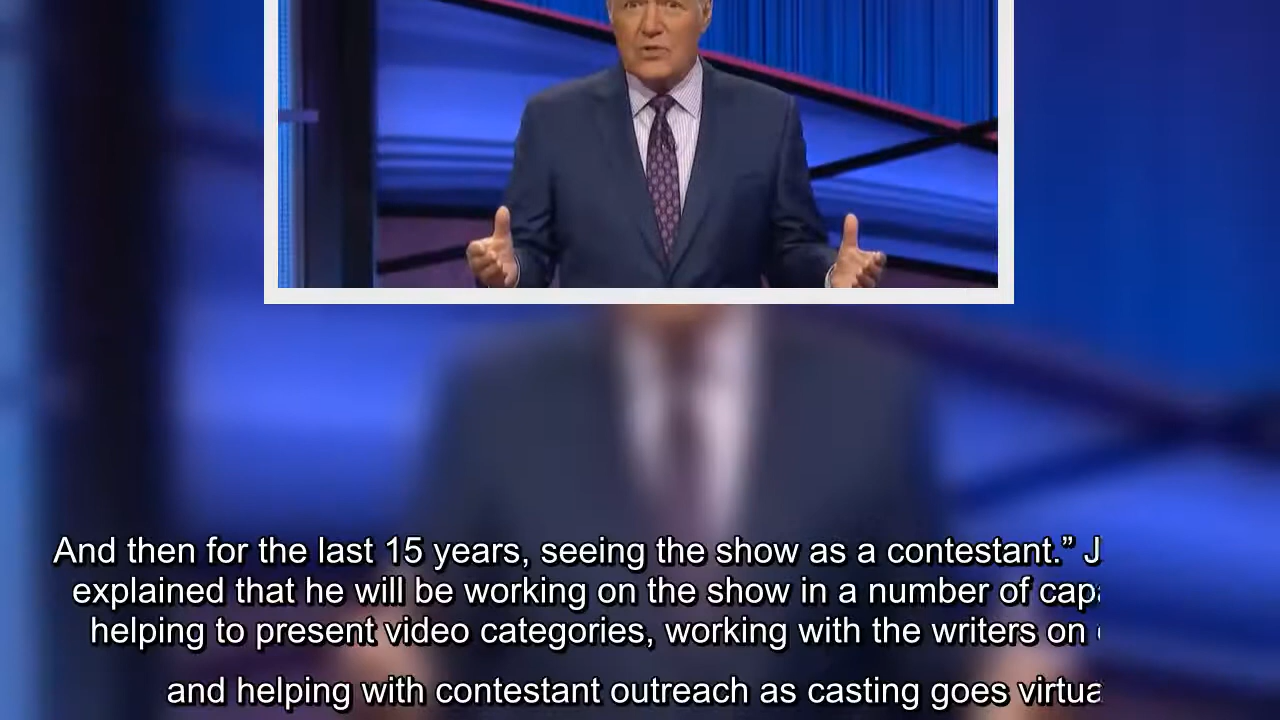 And then for the last 15 years, seeing the show as a contestant.” J
explained that he will be working on the show in a number of capa
helping to present video categories, working with the writers on
and helping with contestant outreach as casting goes virtua